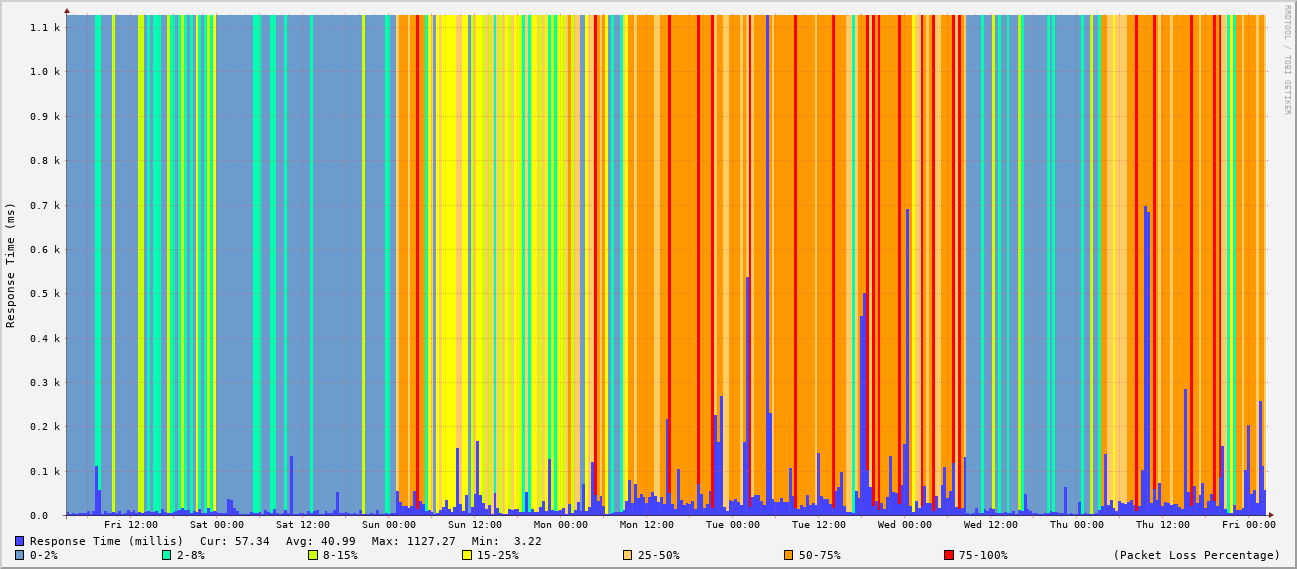 RRDTOOL / TOBI OETIKER
Response Time (ms)
1.1 k
1.0 k
0.9 k
0.8 k
0.7 k
0.6 k
0.5 k
0.4 k
0.3 k
0.2 k
0.1 k
0.0
Fri 12:00 Sat 00:00 Sat 12:00 Sun 00:00 Sun 12:00 Mon 00:00 Mon 12:00 Tue 00:00 Tue 12:00 Wed 00:00 Wed 12:00 Thu 00:00 Thu 12:00 Fri 00:00
Response Time (millis) Cur: 57.34 Avg: 40.99 Max: 1127.27 Min: 3.22
0-2% 2-8% 8-15% 15-25% 25-50% 50-75% 75-100% (Packet Loss Percentage)